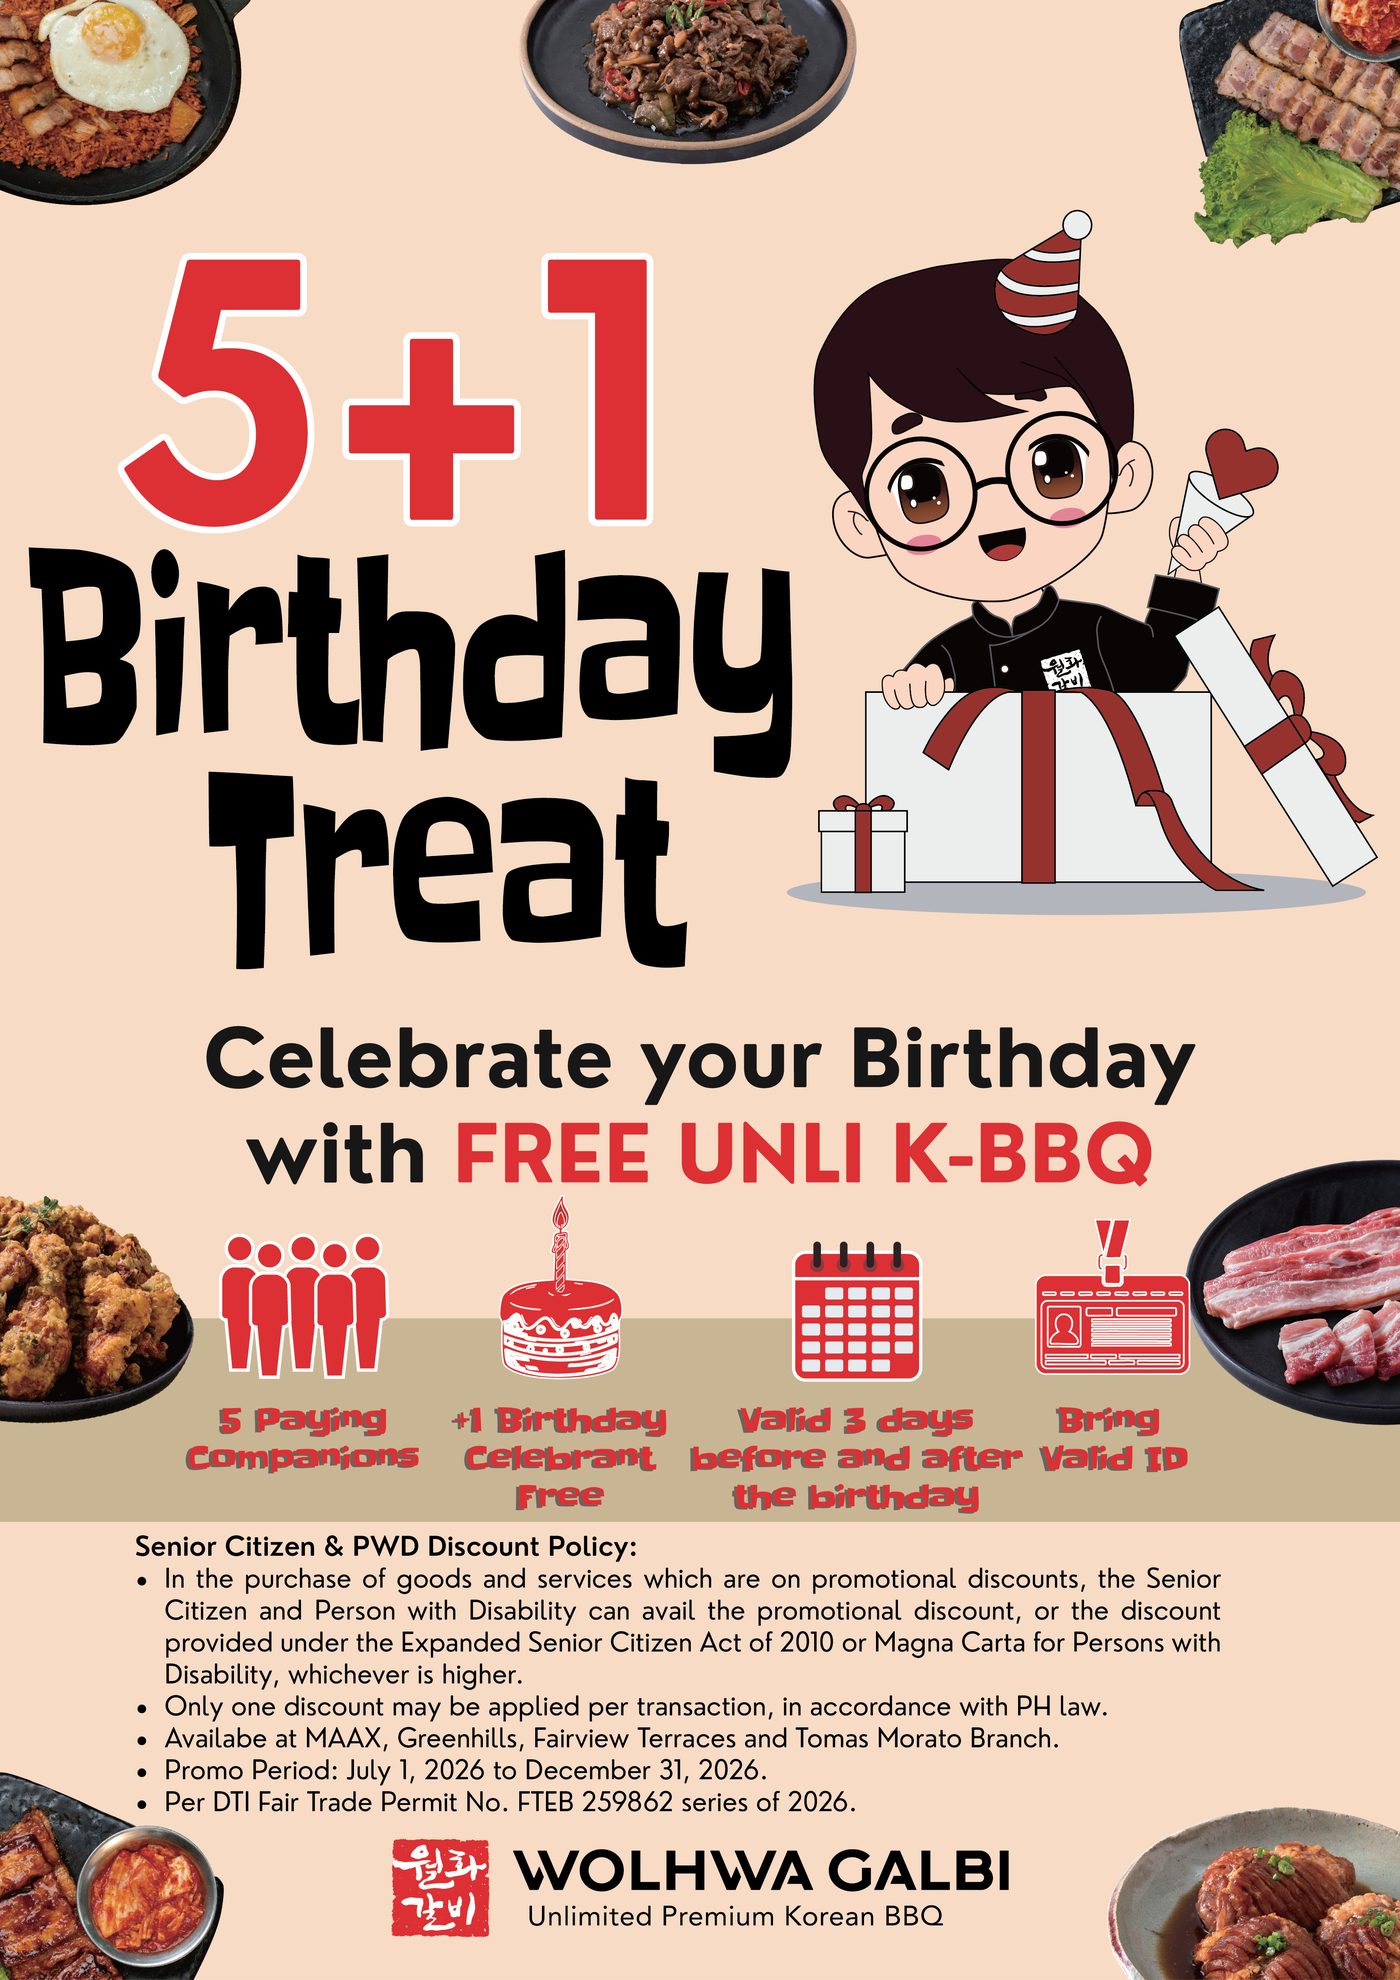 5+1
Birthday
Treat
월화
갈비
Celebrate your Birthday
with FREE UNLI K-BBQ
5 Paying
Companions
+1 Birthday
Celebrant
Free
Valid 3 days
before and after
the birthday
Bring
Valid ID
Senior Citizen & PWD Discount Policy:
• In the purchase of goods and services which are on promotional discounts, the Senior
Citizen and Person with Disability can avail the promotional discount, or the discount
provided under the Expanded Senior Citizen Act of 2010 or Magna Carta for Persons with
Disability, whichever is higher.
• Only one discount may be applied per transaction, in accordance with PH law.
• Availabe at MAAX, Greenhills, Fairview Terraces and Tomas Morato Branch.
• Promo Period: July 1, 2026 to December 31, 2026.
• Per DTI Fair Trade Permit No. FTEB 259862 series of 2026.
월화
갈비
WOLHWA GALBI
Unlimited Premium Korean BBQ